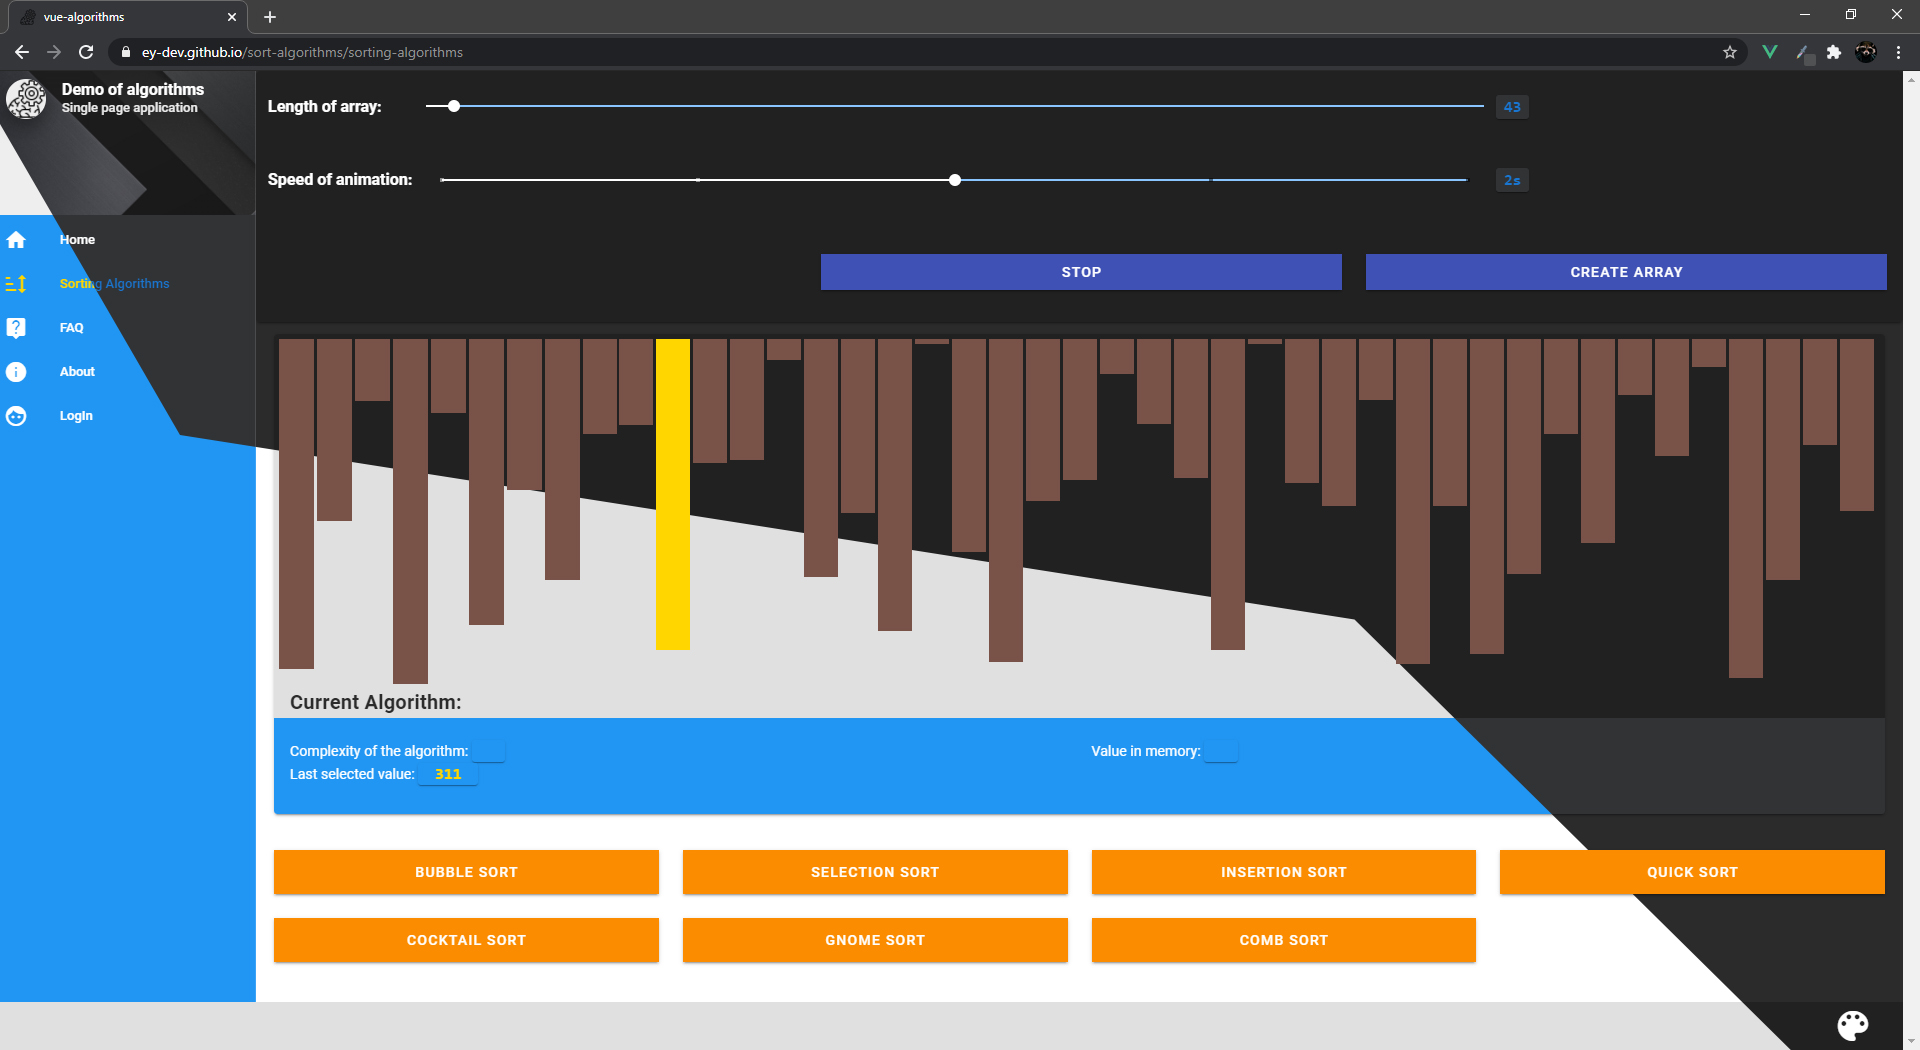 vue-algorithms
ey-dev.github.io/sort-algorithms/sorting-algorithms
Demo of algorithms
Single page application
Home
Sorting Algorithms
FAQ
About
LogIn
Length of array:
43
Speed of animation:
2s
STOP
CREATE ARRAY
Current Algorithm:
Complexity of the algorithm:
Value in memory:
Last selected value: 311
BUBBLE SORT
SELECTION SORT
INSERTION SORT
QUICK SORT
COCKTAIL SORT
GNOME SORT
COMB SORT